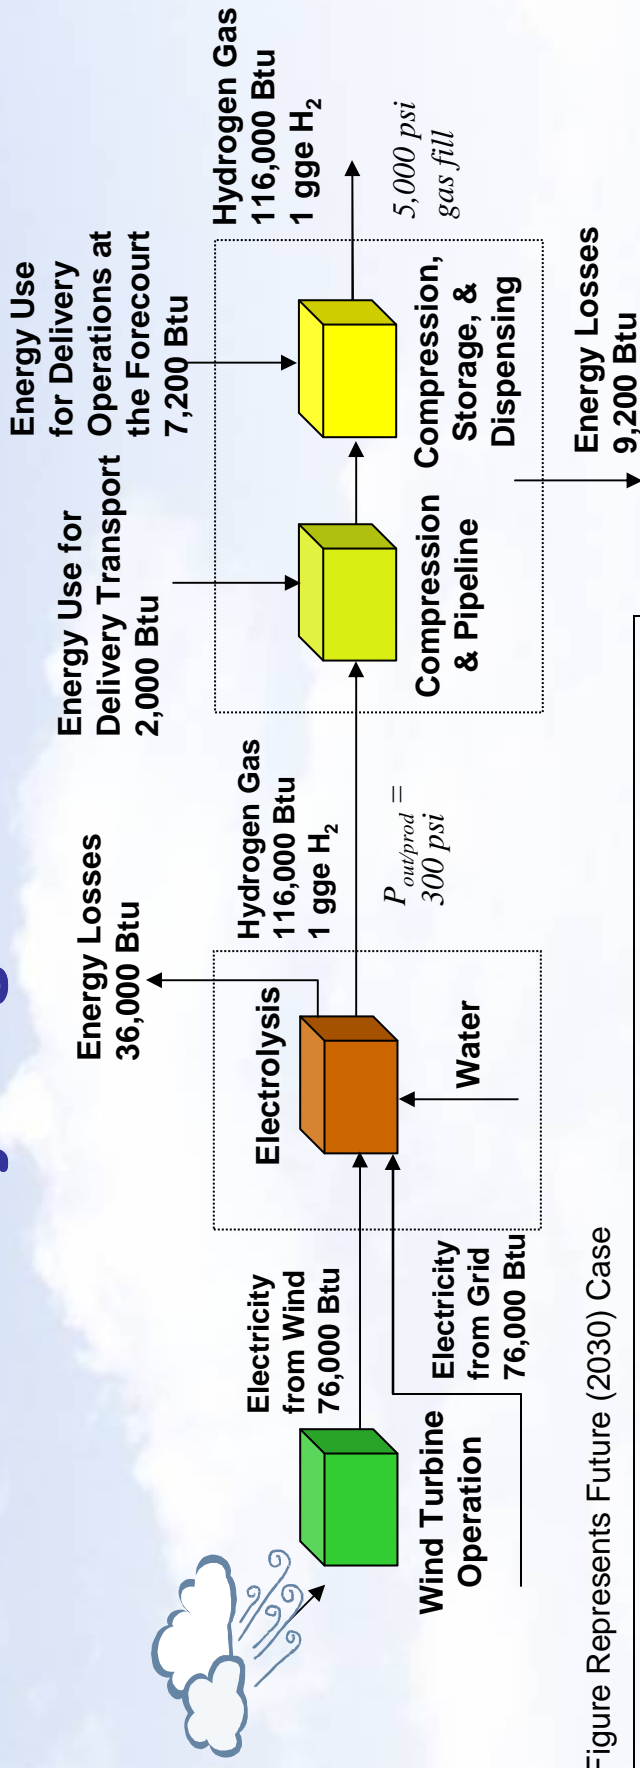 Wind Turbine
Operation
Electricity
from Wind
76,000 Btu
Electricity
from Grid
76,000 Btu
Electrolysis
Water
Energy Losses
36,000 Btu
Hydrogen Gas
116,000 Btu
1 gge H2
Pout/prod =
300 psi
Energy Use for
Delivery Transport
2,000 Btu
Energy Use
for Delivery
Operations at
the Forecourt
7,200 Btu
Compression
& Pipeline
Compression,
Storage, &
Dispensing
Hydrogen Gas
116,000 Btu
1 gge H2
5,000 psi
gas fill
Energy Losses
9,200 Btu
Figure Represents Future (2030) Case